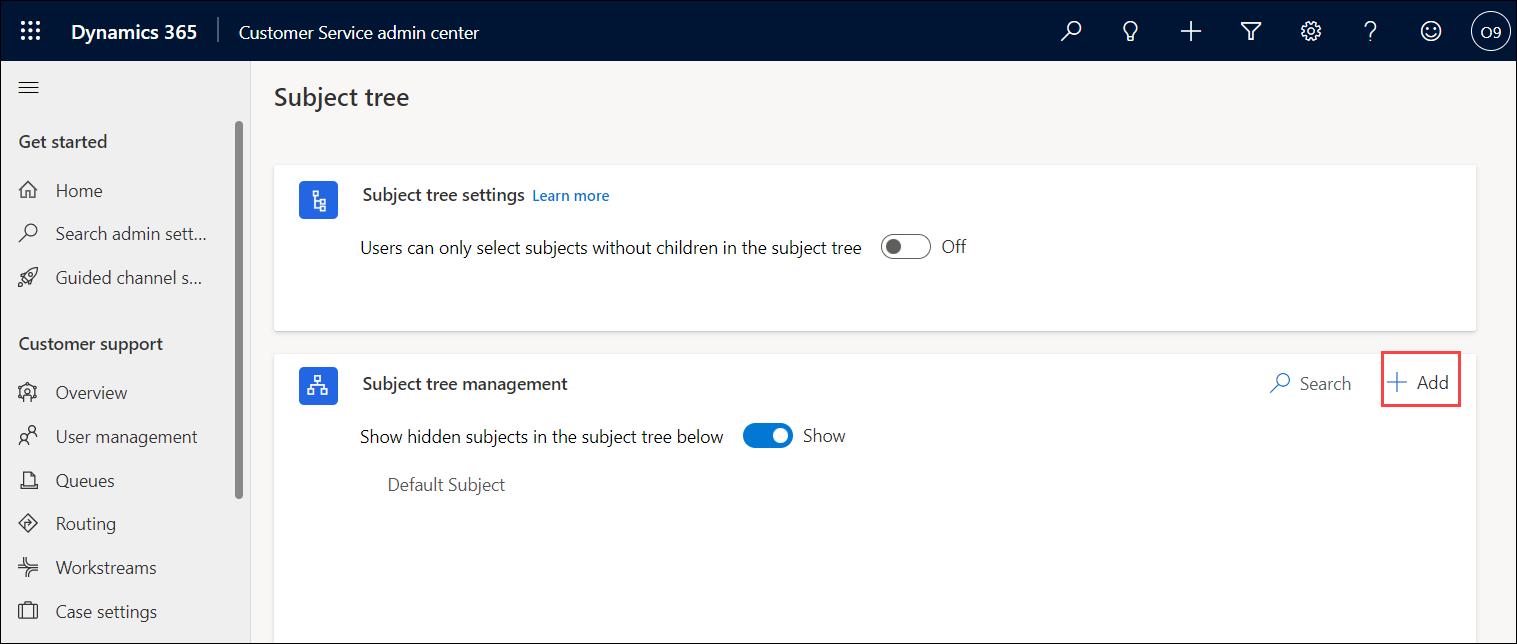 Dynamics 365 Customer Service admin center O9
Subject tree
Get started
Home
Search admin sett...
Guided channel s...
Customer support
Overview
User management
Queues
Routing
Workstreams
Case settings
Subject tree settings Learn more
Users can only select subjects without children in the subject tree Off
Subject tree management Search Add
Show hidden subjects in the subject tree below Show
Default Subject